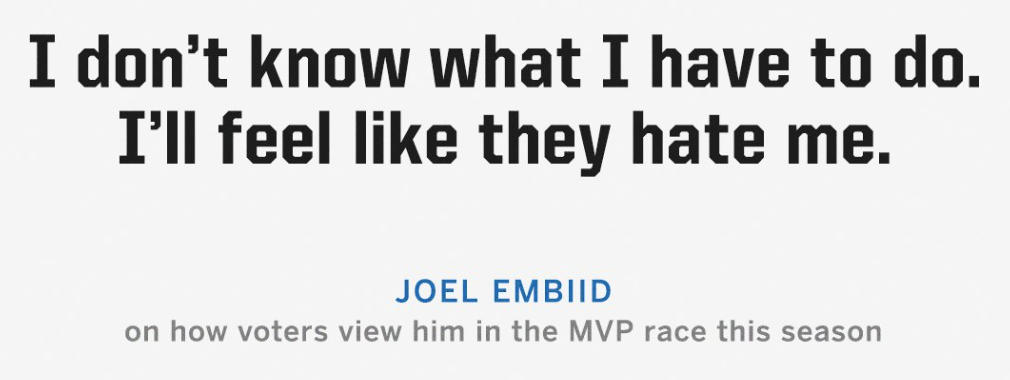 I don’t know what I have to do.
I’ll feel like they hate me.
JOEL EMBIID
on how voters view him in the MVP race this season